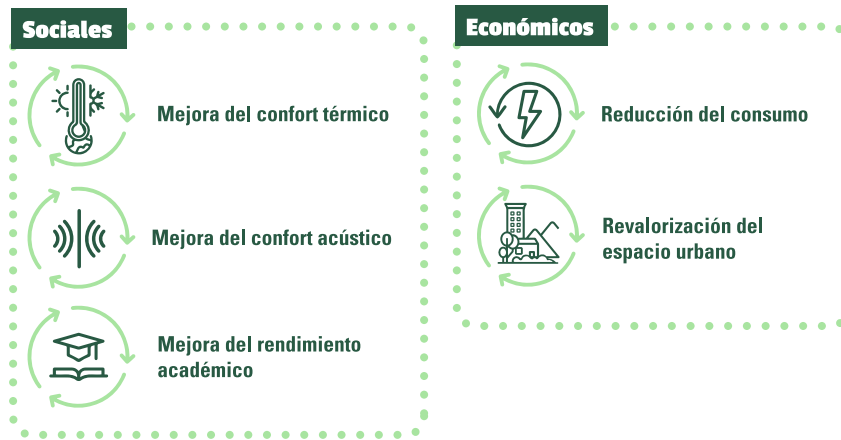 Sociales
Mejora del confort térmico
Mejora del confort acústico
Mejora del rendimiento
académico
Económicos
Reducción del consumo
Revalorización del
espacio urbano